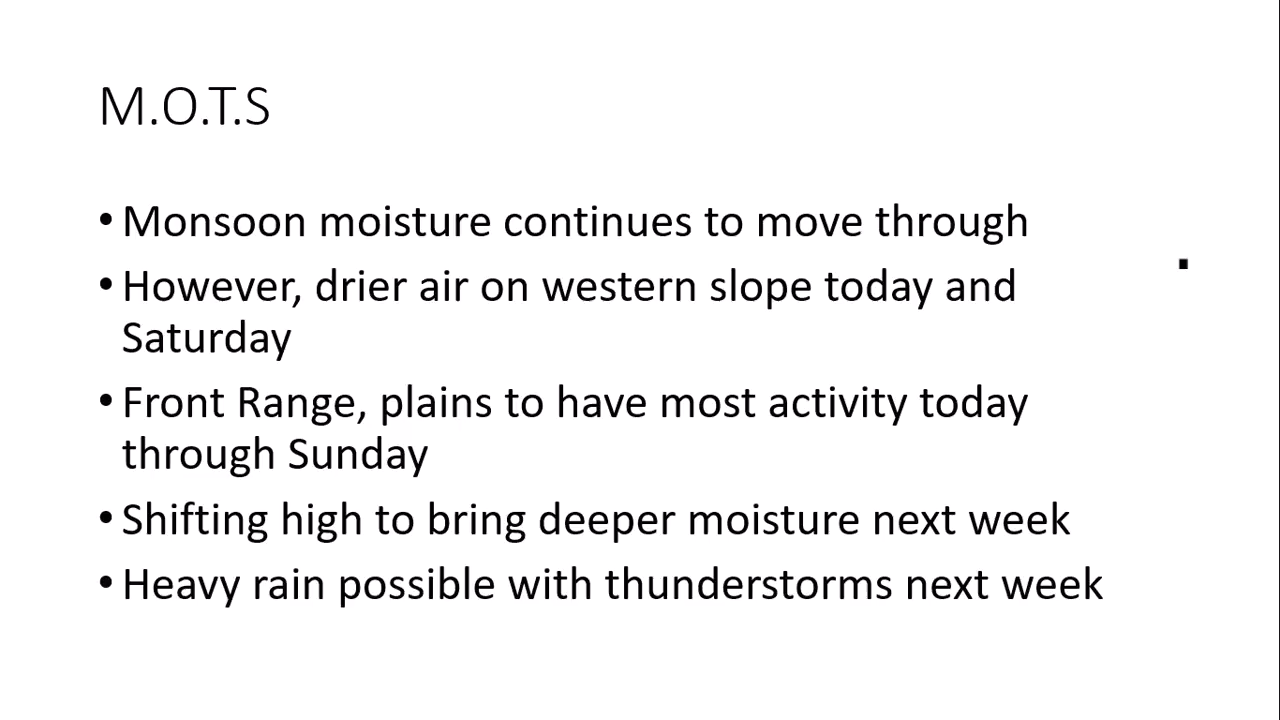 M.O.T.S
• Monsoon moisture continues to move through
• However, drier air on western slope today and
Saturday
• Front Range, plains to have most activity today
through Sunday
• Shifting high to bring deeper moisture next week
• Heavy rain possible with thunderstorms next week